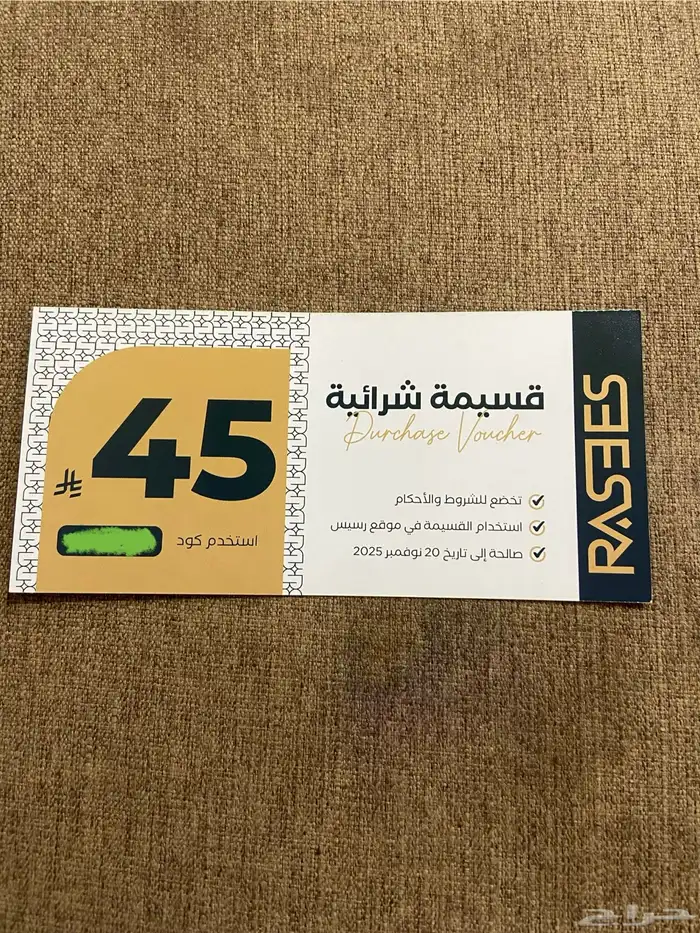 RASEES
قسيمة شرائية
Purchase Voucher
تخضع للشروط والأحكام
استخدام القسيمة في موقع رسيس
صالحة إلى تاريخ 20 نوفمبر 2025
45
استخدم كود
حراج